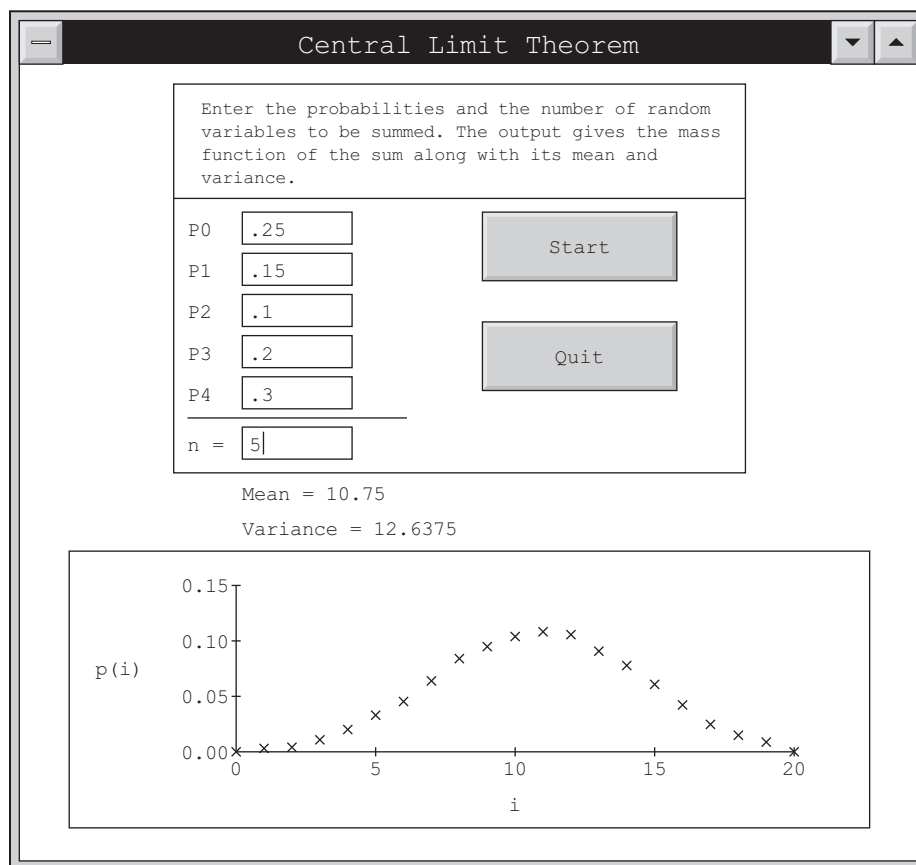 Central Limit Theorem
Enter the probabilities and the number of random
variables to be summed. The output gives the mass
function of the sum along with its mean and
variance.
P0 .25
P1 .15
P2 .1
P3 .2
P4 .3
n = 5
Start
Quit
Mean = 10.75
Variance = 12.6375
0.15
0.10
p(i)
0.05
0.00
0 5 10 15 20
i